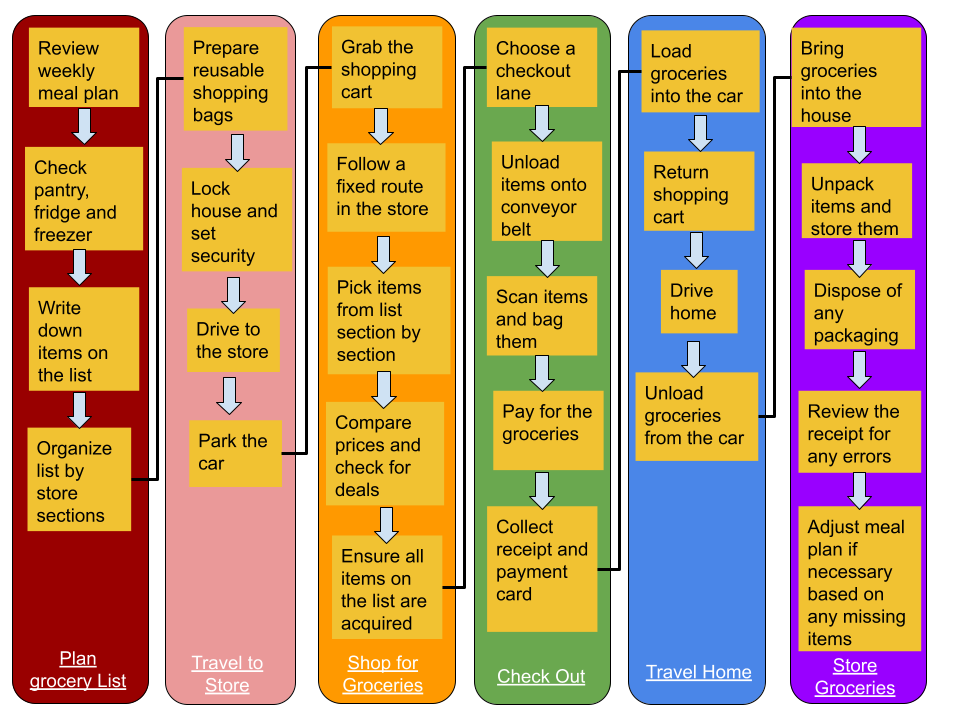 Review
weekly
meal plan
Check
pantry,
fridge and
freezer
Write
down
items on
the list
Organize
list by
store
sections
Plan
grocery List
Prepare
reusable
shopping
bags
Lock
house and
set
security
Drive to
the store
Park the
car
Travel to
Store
Grab the
shopping
cart
Follow a
fixed route
in the store
Pick items
from list
section by
section
Compare
prices and
check for
deals
Ensure all
items on
the list are
acquired
Shop for
Groceries
Choose a
checkout
lane
Unload
items onto
conveyor
belt
Scan items
and bag
them
Pay for the
groceries
Collect
receipt and
payment
card
Check Out
Load
groceries
into the car
Return
shopping
cart
Drive
home
Unload
groceries
from the car
Travel Home
Bring
groceries
into the
house
Unpack
items and
store them
Dispose of
any
packaging
Review the
receipt for
any errors
Adjust meal
plan if
necessary
based on
any missing
items
Store
Groceries